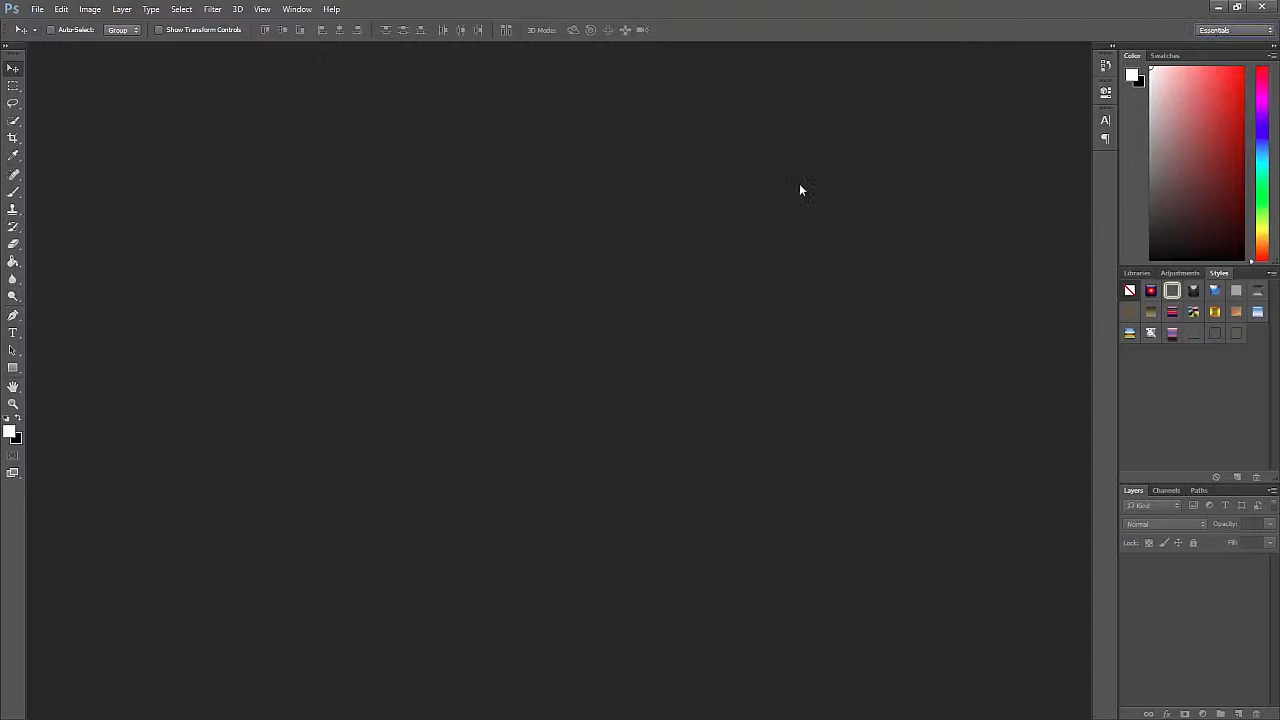 Ps File Edit Image Layer Type Select Filter 3D View Window Help
Auto-Select: Group Show Transform Controls 3D Mode: Essentials
Color Swatches
A
Libraries Adjustments Styles
T
Layers Channels Paths
Kind T
Normal Opacity:
Lock: Fill:
fx